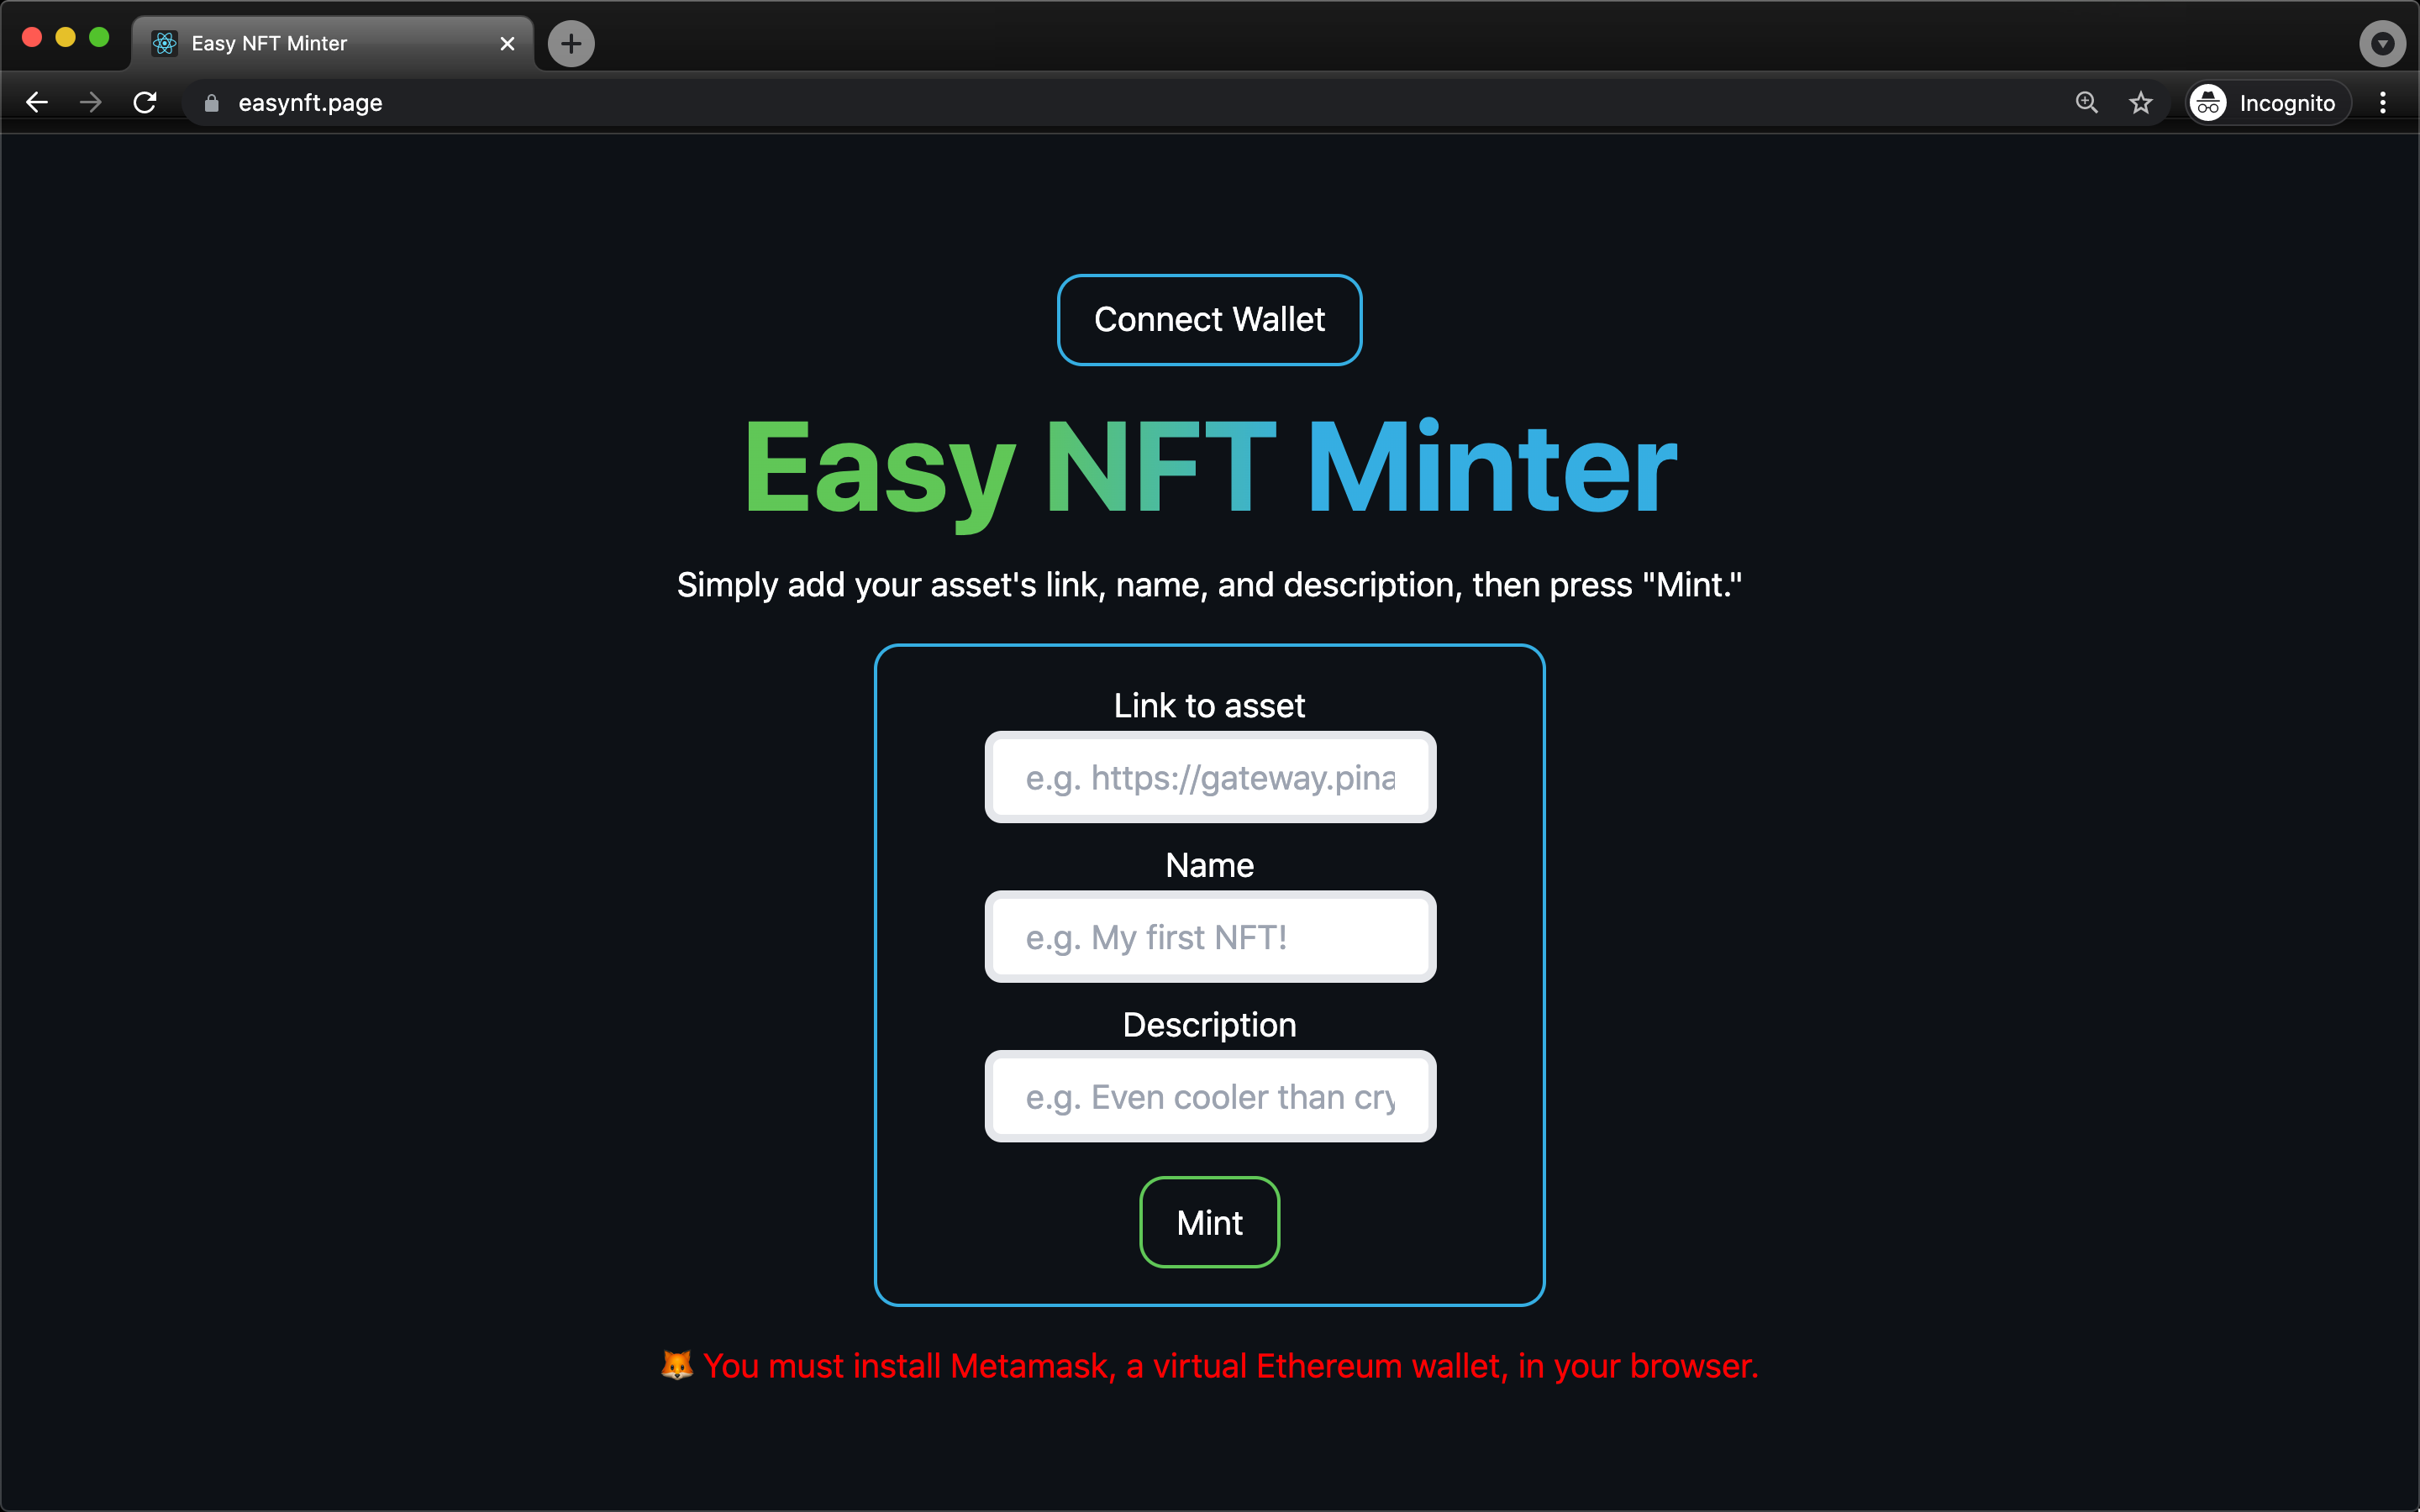 Easy NFT Minter
easynft.page
Incognito
Connect Wallet
Easy NFT Minter
Simply add your asset's link, name, and description, then press "Mint."
Link to asset
e.g. https://gateway.pina
Name
e.g. My first NFT!
Description
e.g. Even cooler than cry
Mint
🦊 You must install Metamask, a virtual Ethereum wallet, in your browser.